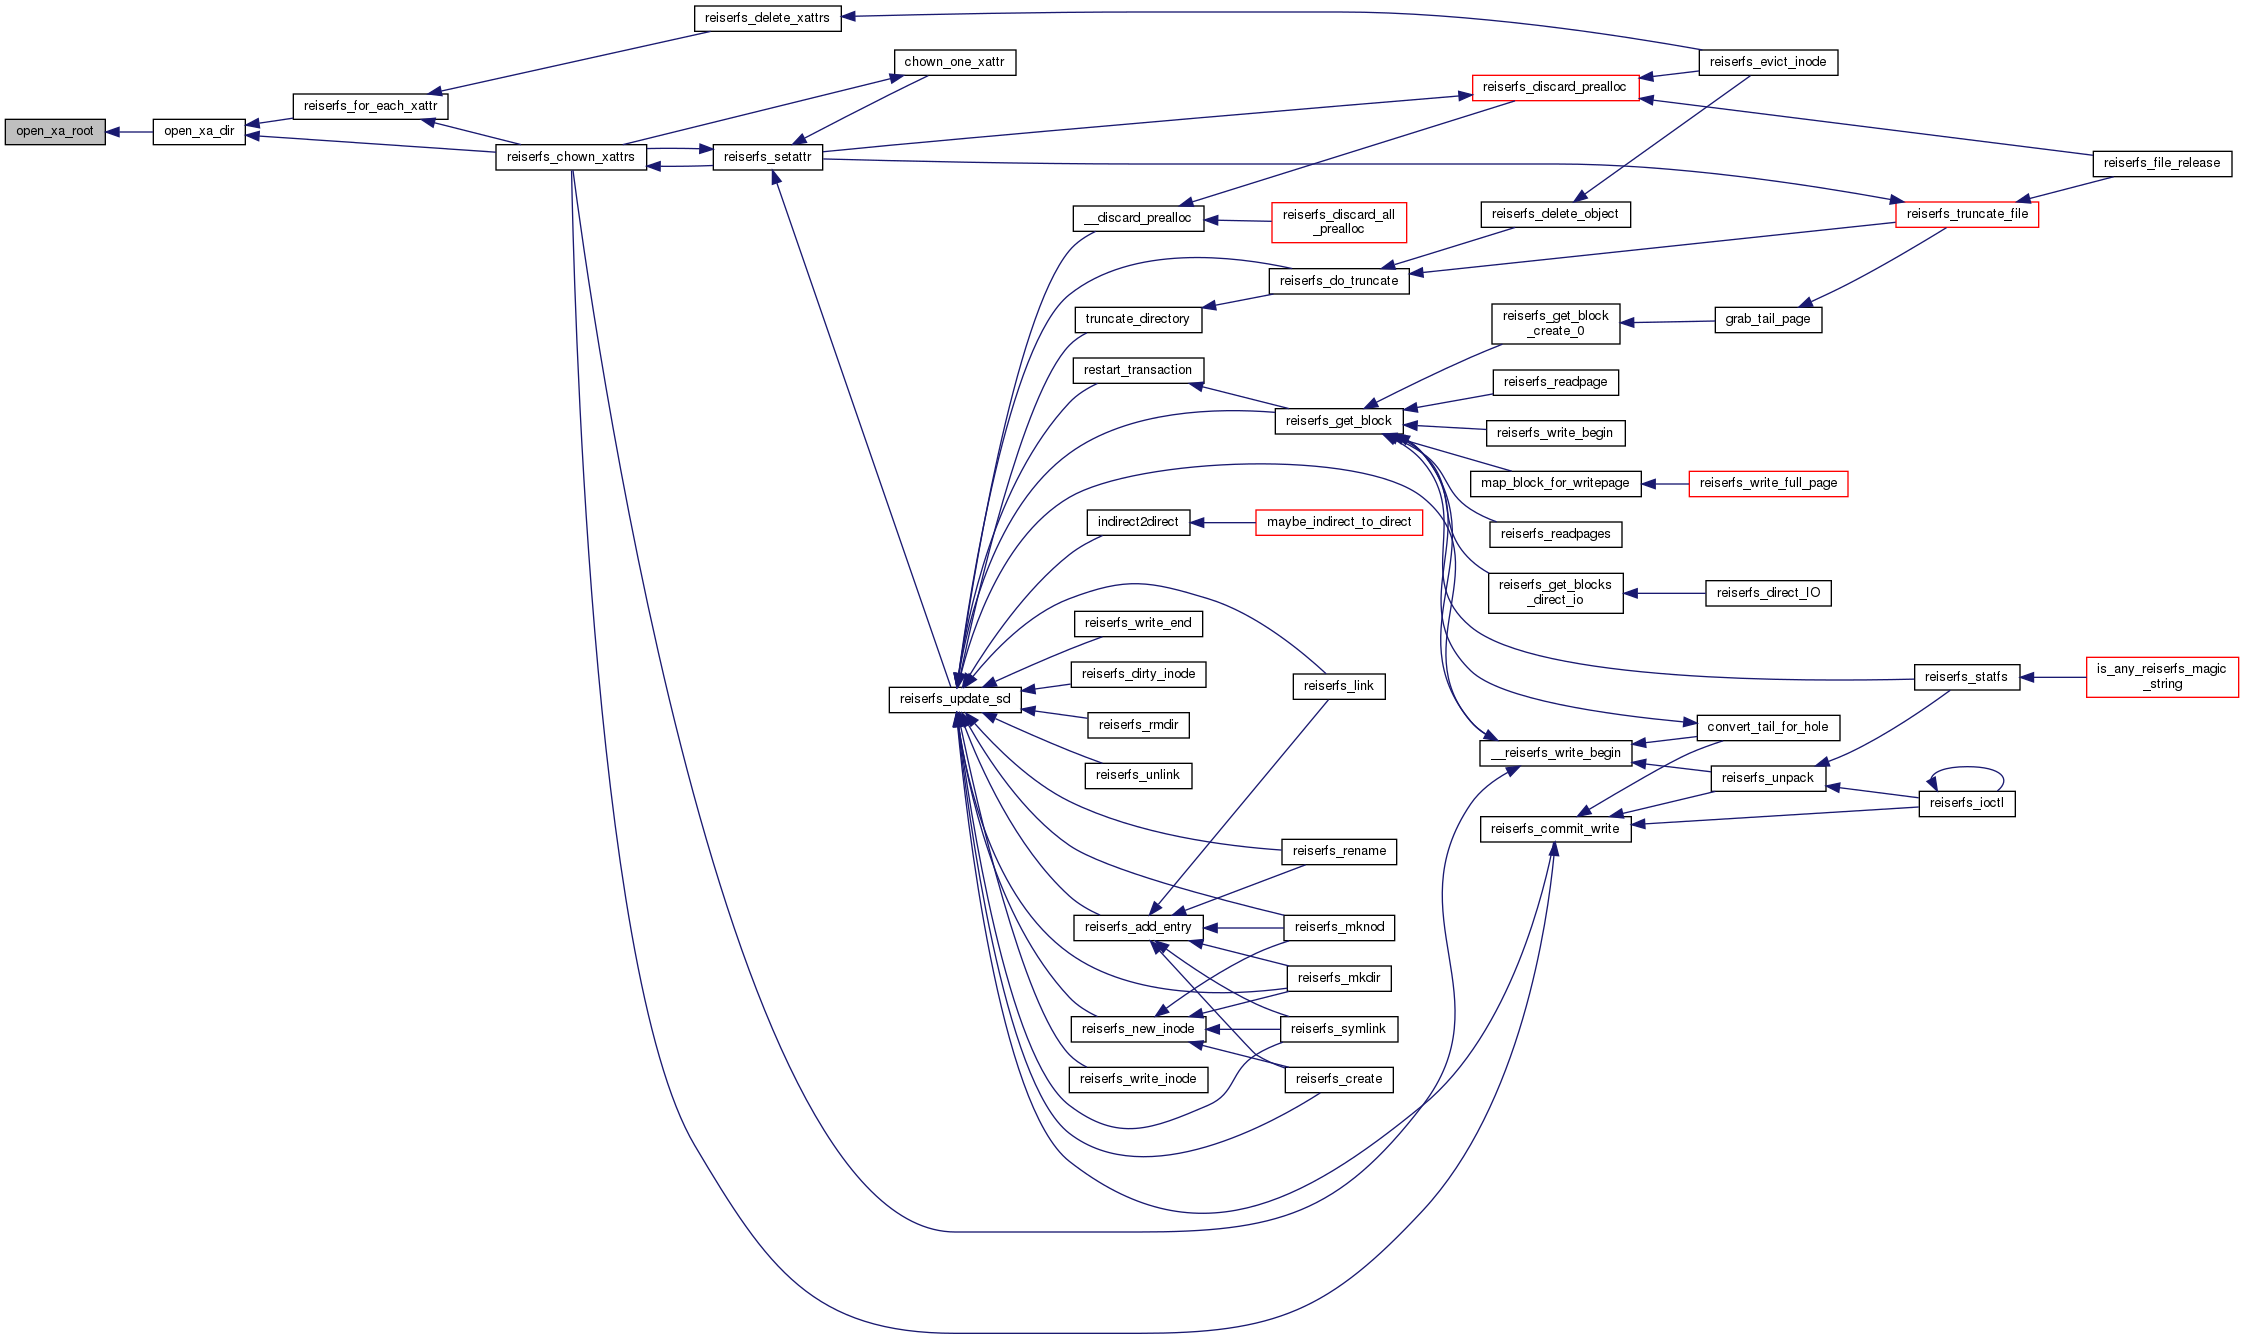 open_xa_root
open_xa_dir
reiserfs_for_each_xattr
reiserfs_delete_xattrs
reiserfs_chown_xattrs
chown_one_xattr
reiserfs_setattr
reiserfs_update_sd
__discard_prealloc
reiserfs_discard_all
_prealloc
reiserfs_do_truncate
truncate_directory
restart_transaction
reiserfs_get_block
indirect2direct
maybe_indirect_to_direct
reiserfs_write_end
reiserfs_dirty_inode
reiserfs_link
reiserfs_rmdir
reiserfs_unlink
reiserfs_rename
reiserfs_add_entry
reiserfs_mknod
reiserfs_mkdir
reiserfs_new_inode
reiserfs_symlink
reiserfs_write_inode
reiserfs_create
reiserfs_discard_prealloc
reiserfs_evict_inode
reiserfs_file_release
reiserfs_delete_object
reiserfs_truncate_file
reiserfs_get_block
_create_0
grab_tail_page
reiserfs_readpage
reiserfs_write_begin
map_block_for_writepage
reiserfs_write_full_page
reiserfs_readpages
reiserfs_get_blocks
_direct_io
reiserfs_direct_IO
reiserfs_statfs
is_any_reiserfs_magic
_string
convert_tail_for_hole
__reiserfs_write_begin
reiserfs_unpack
reiserfs_ioctl
reiserfs_commit_write